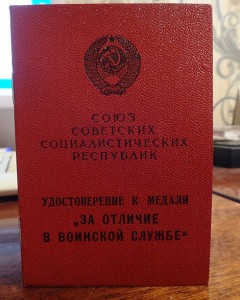 СОЮЗ
СОВЕТСКИХ
СОЦИАЛИСТИЧЕСКИХ
РЕСПУБЛИК
УДОСТОВЕРЕНИЕ К МЕДАЛИ
„ЗА ОТЛИЧИЕ
В ВОИНСКОЙ СЛУЖБЕ“